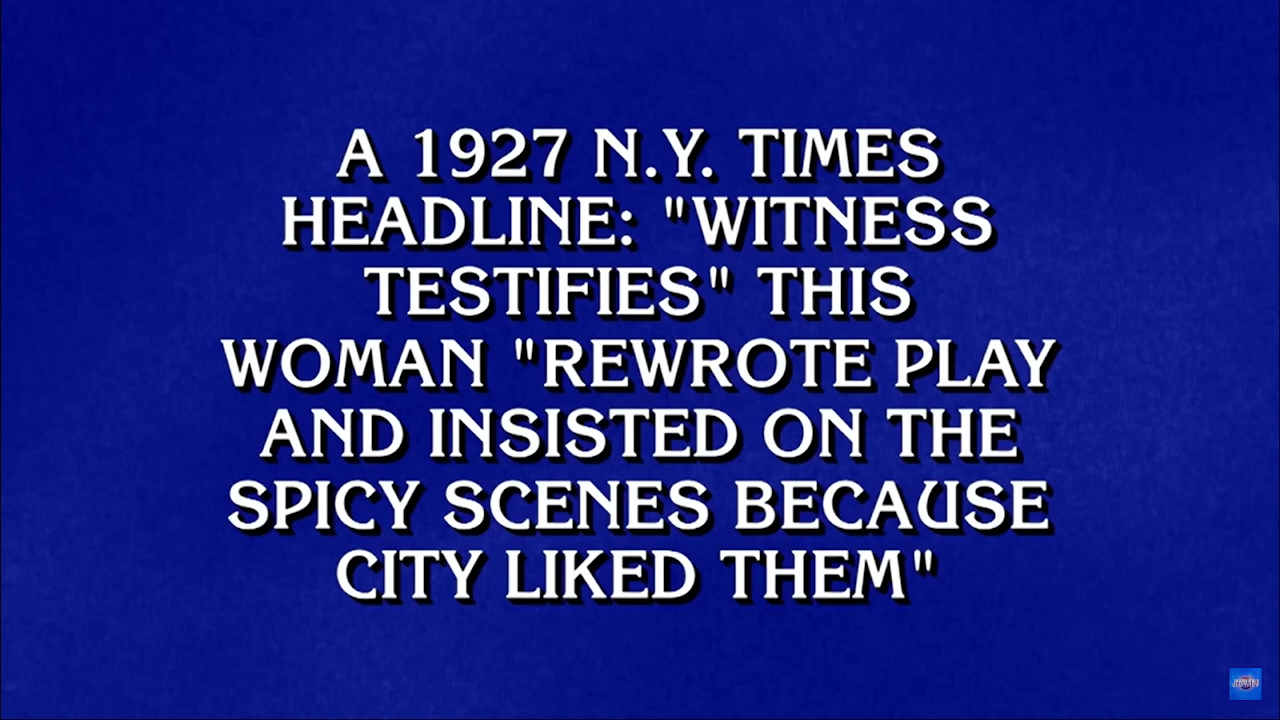 A 1927 N.Y. TIMES
HEADLINE: "WITNESS
TESTIFIES" THIS
WOMAN "REWROTE PLAY
AND INSISTED ON THE
SPICY SCENES BECAUSE
CITY LIKED THEM"